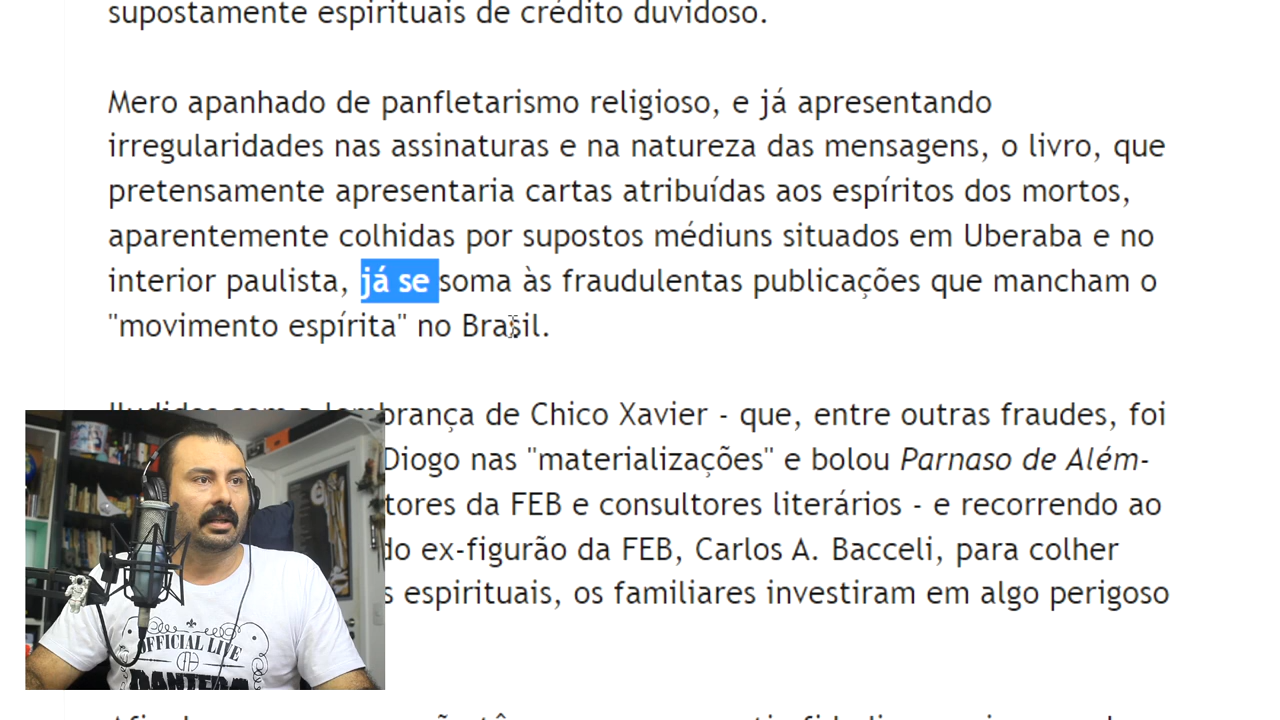 supostamente espirituais de crédito duvidoso.
Mero apanhado de panfletarismo religioso, e já apresentando
irregularidades nas assinaturas e na natureza das mensagens, o livro, que
pretensamente apresentaria cartas atribuídas aos espíritos dos mortos,
aparentemente colhidas por supostos médiuns situados em Uberaba e no
interior paulista, já se soma às fraudulentas publicações que mancham o
"movimento espírita" no Brasil.
brança de Chico Xavier - que, entre outras fraudes, foi
Diogo nas "materializações" e bolou Parnaso de Além-
tores da FEB e consultores literários - e recorrendo ao
do ex-figurão da FEB, Carlos A. Bacceli, para colher
s espirituais, os familiares investiram em algo perigoso
OFFICIAL LIVE
PANTERA